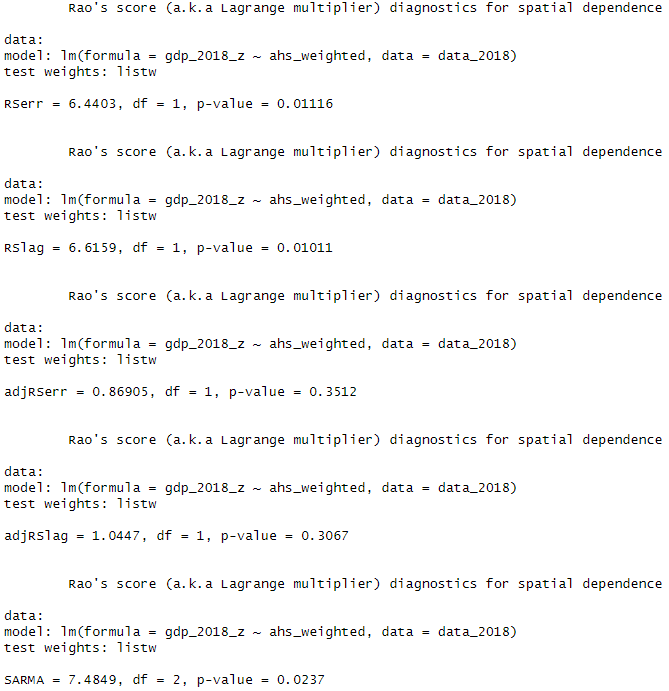 Rao's score (a.k.a Lagrange multiplier) diagnostics for spatial dependence
data:
model: lm(formula = gdp_2018_z ~ ahs_weighted, data = data_2018)
test weights: listw
RSerr = 6.4403, df = 1, p-value = 0.01116
Rao's score (a.k.a Lagrange multiplier) diagnostics for spatial dependence
data:
model: lm(formula = gdp_2018_z ~ ahs_weighted, data = data_2018)
test weights: listw
RSlag = 6.6159, df = 1, p-value = 0.01011
Rao's score (a.k.a Lagrange multiplier) diagnostics for spatial dependence
data:
model: lm(formula = gdp_2018_z ~ ahs_weighted, data = data_2018)
test weights: listw
adjRSerr = 0.86905, df = 1, p-value = 0.3512
Rao's score (a.k.a Lagrange multiplier) diagnostics for spatial dependence
data:
model: lm(formula = gdp_2018_z ~ ahs_weighted, data = data_2018)
test weights: listw
adjRSlag = 1.0447, df = 1, p-value = 0.3067
Rao's score (a.k.a Lagrange multiplier) diagnostics for spatial dependence
data:
model: lm(formula = gdp_2018_z ~ ahs_weighted, data = data_2018)
test weights: listw
SARMA = 7.4849, df = 2, p-value = 0.0237